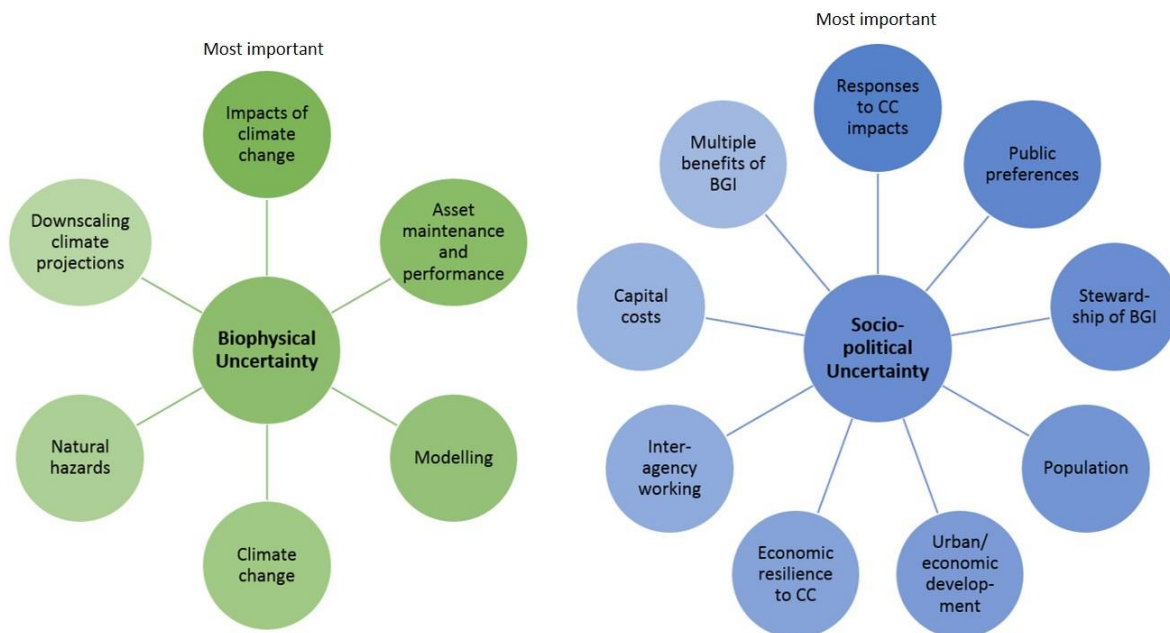 Most important
Impacts of
climate
change
Asset
maintenance
and
performance
Modelling
Climate
change
Natural
hazards
Downscaling
climate
projections
Biophysical
Uncertainty
Most important
Responses
to CC
impacts
Public
preferences
Steward-
ship of BGI
Population
Urban/
economic
develop-
ment
Economic
resilience
to CC
Inter-
agency
working
Capital
costs
Multiple
benefits of
BGI
Socio-
political
Uncertainty